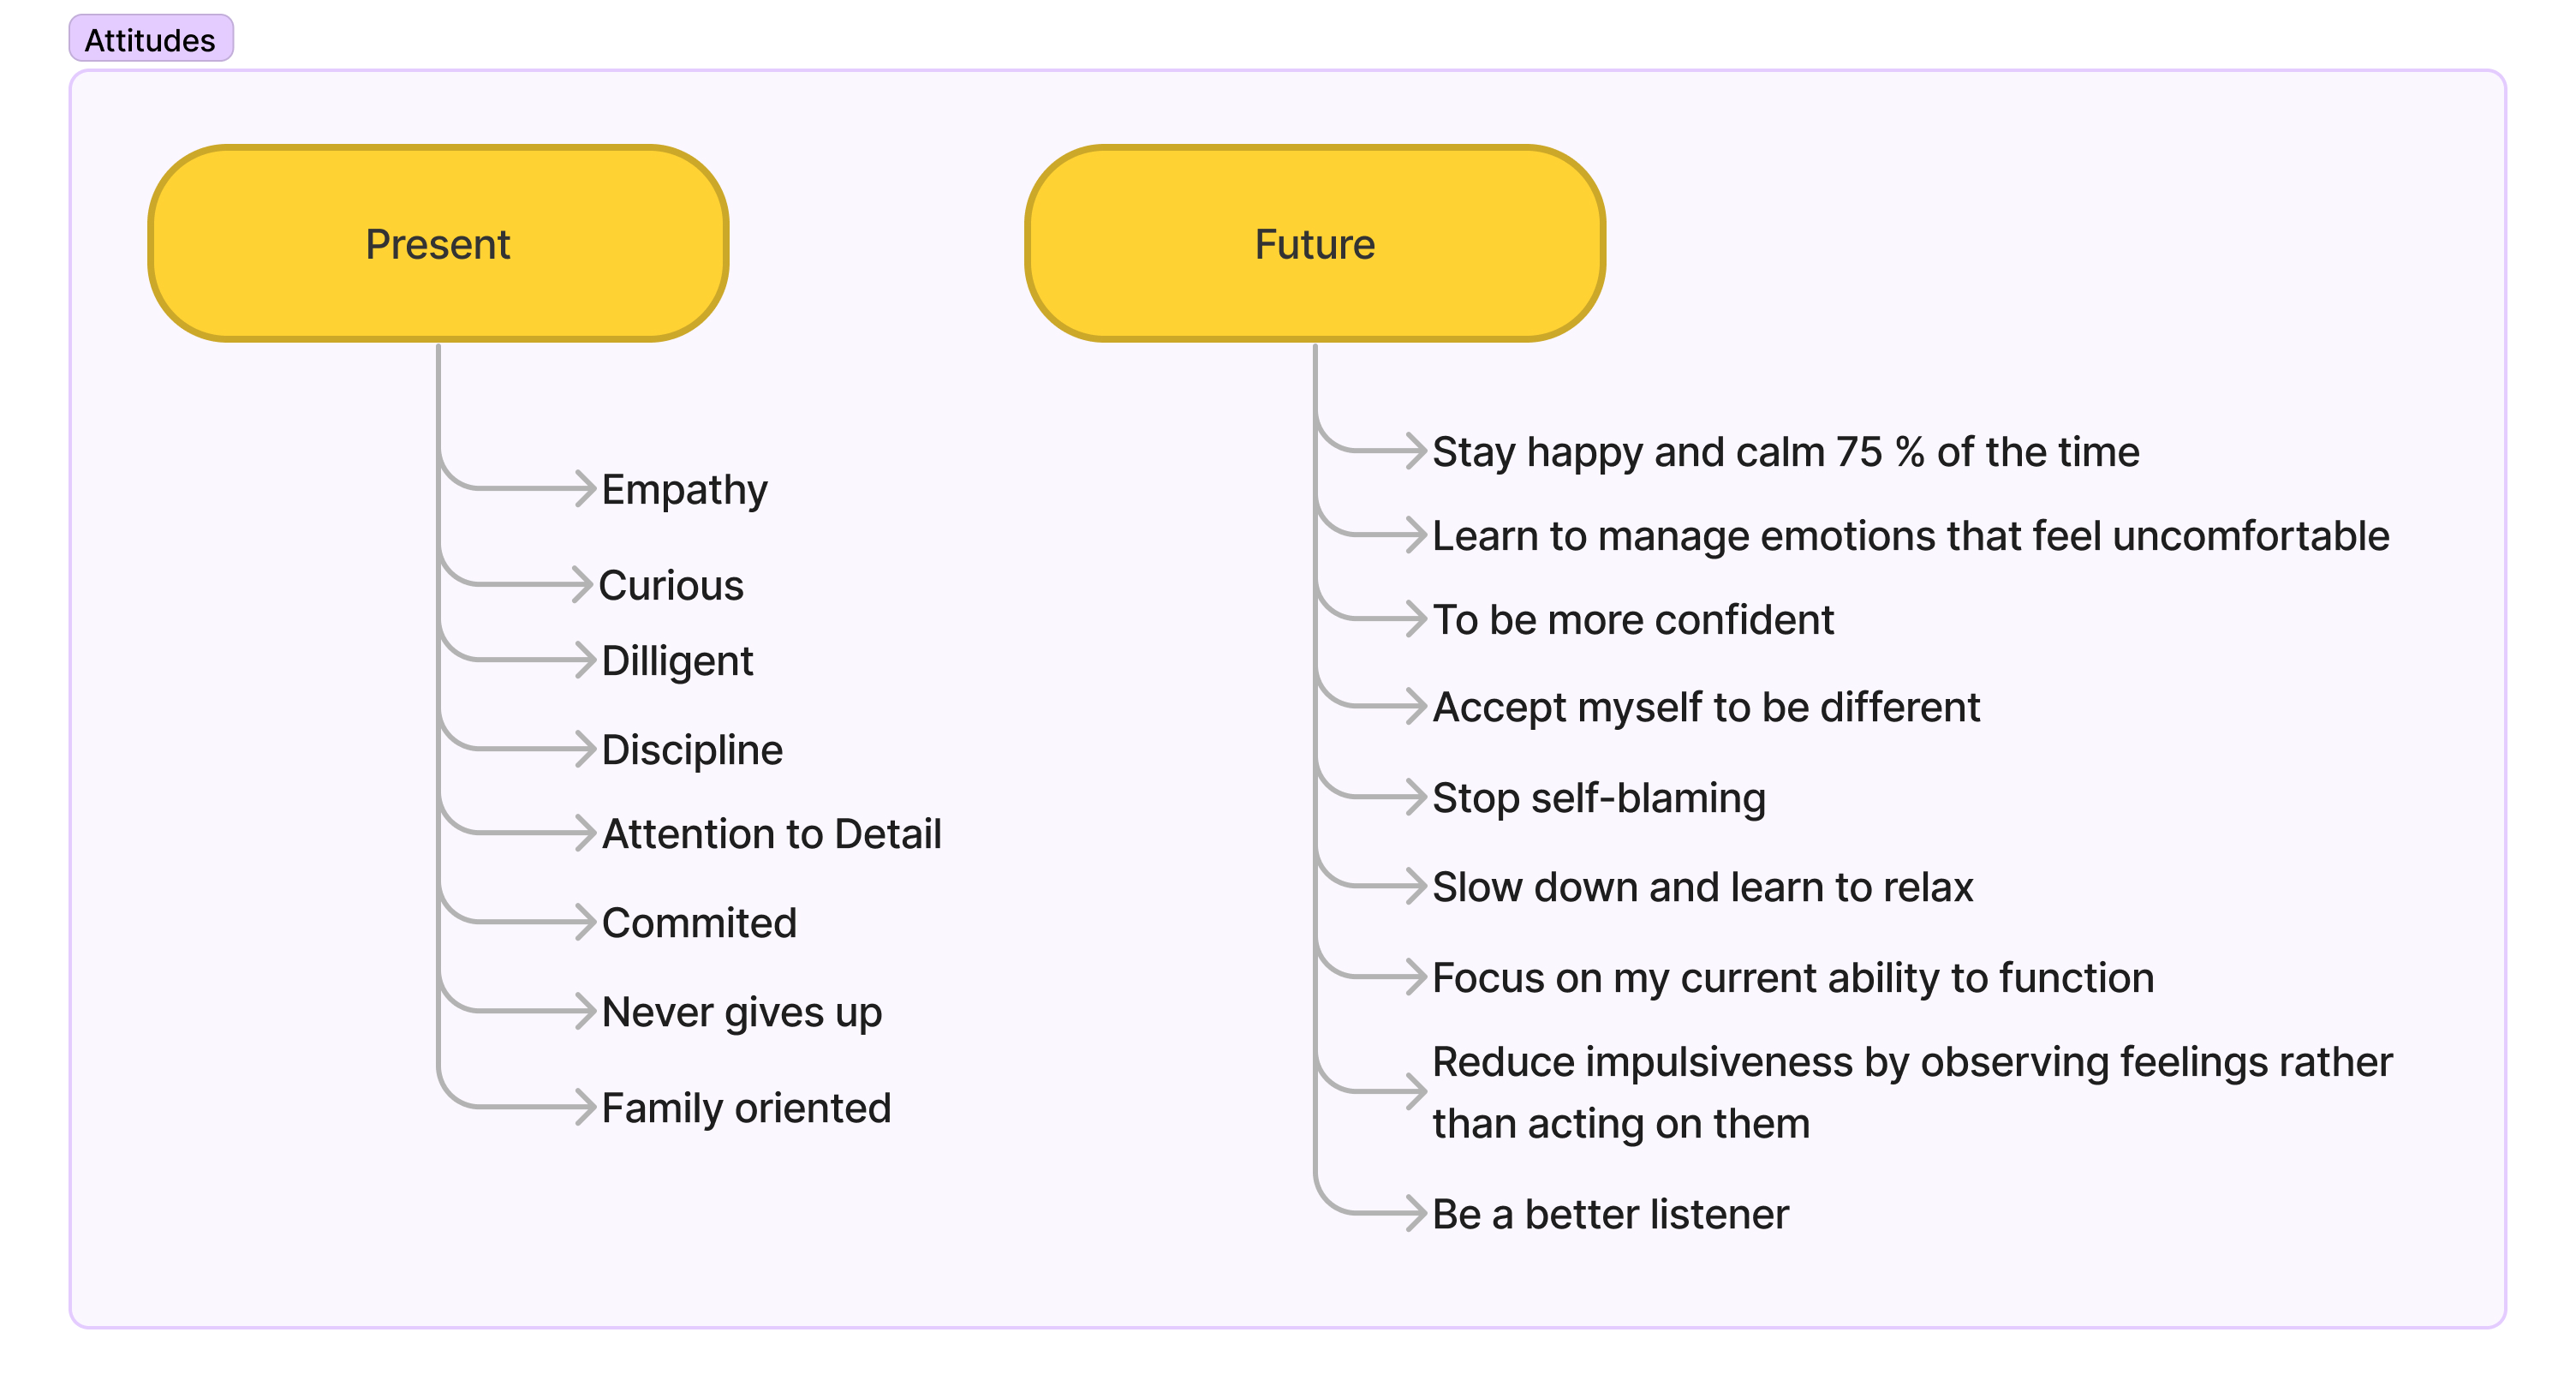 Attitudes
Present
Empathy
Curious
Dilligent
Discipline
Attention to Detail
Commited
Never gives up
Family oriented
Future
Stay happy and calm 75 % of the time
Learn to manage emotions that feel uncomfortable
To be more confident
Accept myself to be different
Stop self-blaming
Slow down and learn to relax
Focus on my current ability to function
Reduce impulsiveness by observing feelings rather
than acting on them
Be a better listener